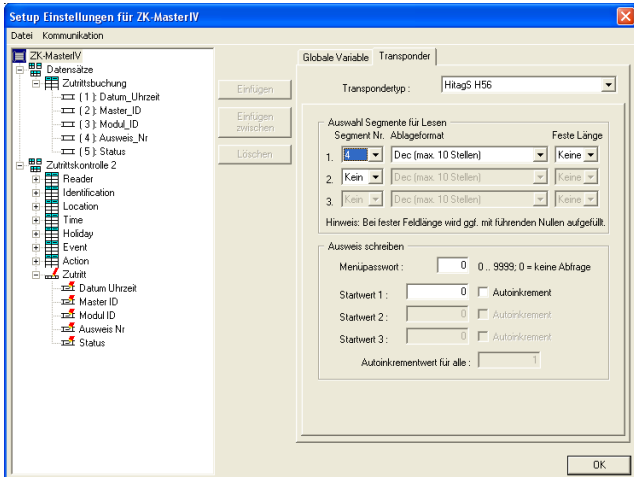 Setup Einstellungen für ZK-MasterIV
Datei Kommunikation
ZK-MasterIV
Datensätze
Zutrittsbuchung
( 1 ): Datum_Uhrzeit
( 2 ): Master_ID
( 3 ): Modul_ID
( 4 ): Ausweis_Nr
( 5 ): Status
Zutrittskontrolle 2
Reader
Identification
Location
Time
Holiday
Event
Action
Zutritt
Datum Uhrzeit
Master ID
Modul ID
Ausweis Nr
Status
Einfügen
Einfügen
zwischen
Löschen
Globale Variable Transponder
Transpondertyp : HitagS H56
Auswahl Segmente für Lesen
Segment Nr. Ablageformat Feste Länge
1. 4 Dec (max. 10 Stellen) Keine
2. Kein Dec (max. 10 Stellen) Keine
3. Kein Dec (max. 10 Stellen) Keine
Hinweis: Bei fester Feldlänge wird ggf. mit führenden Nullen aufgefüllt.
Ausweis schreiben
Menüpasswort : 0 0 .. 9999; 0 = keine Abfrage
Startwert 1 : 0 Autoinkrement
Startwert 2 : 0 Autoinkrement
Startwert 3 : 0 Autoinkrement
Autoinkrementwert für alle : 1
OK